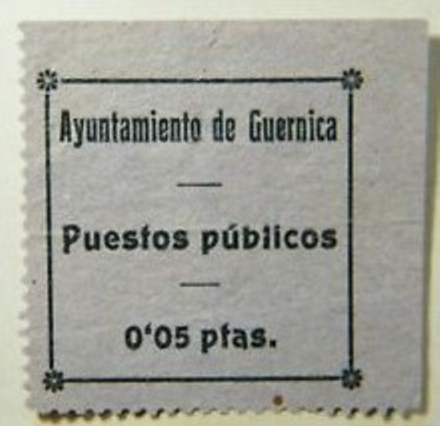 Ayuntamiento de Guernica
Puestos públicos
0'05 ptas.